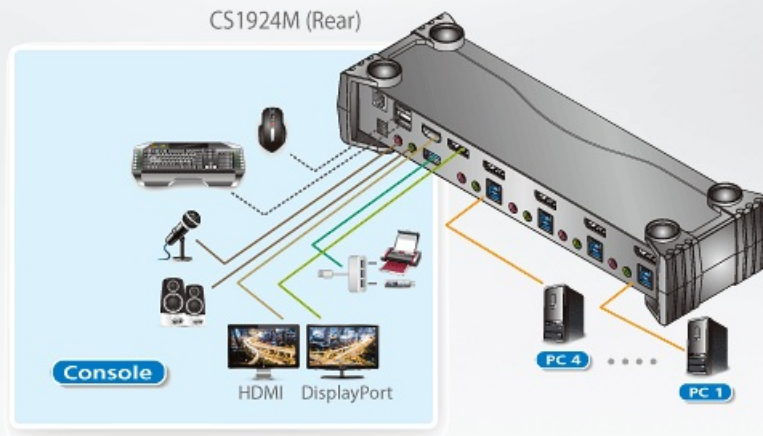 CS1924M (Rear)
PC 4
PC 1
Console
HDMI DisplayPort